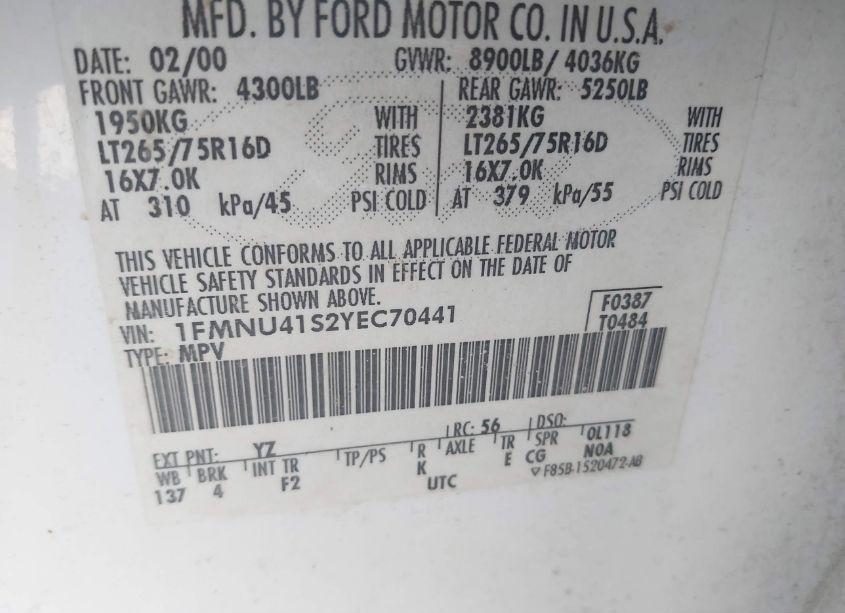 MFD. BY FORD MOTOR CO. IN U.S.A.
DATE: 02/00 GVWR: 8900LB/ 4036KG
FRONT GAWR: 4300LB REAR GAWR: 5250LB
1950KG WITH 2381KG WITH
LT265/75R16D TIRES LT265/75R16D TIRES
16X7.0K RIMS 16X7.0K RIMS
AT 310 kPa/45 PSI COLD AT 379 kPa/55 PSI COLD
THIS VEHICLE CONFORMS TO ALL APPLICABLE FEDERAL MOTOR
VEHICLE SAFETY STANDARDS IN EFFECT ON THE DATE OF
MANUFACTURE SHOWN ABOVE.
VIN: 1FMNU41S2YEC70441 F0387
TYPE: MPV T0484
EXT PNT: YZ RC: 56 DSO:
WB BRK INT TR TP/PS R AXLE TR SPR OL118
137 4 F2 K E CG NOA
UTC ▽ F85B-1520472-AB